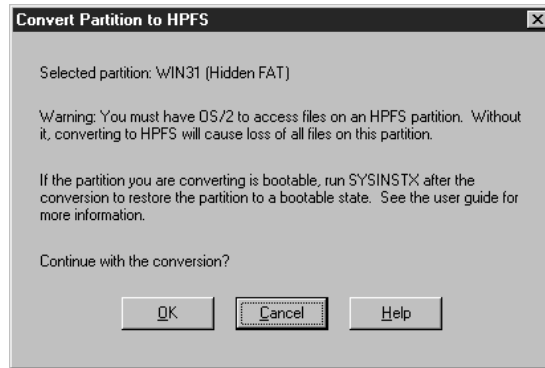 Convert Partition to HPFS
Selected partition: WIN31 (Hidden FAT)
Warning: You must have OS/2 to access files on an HPFS partition. Without
it, converting to HPFS will cause loss of all files on this partition.
If the partition you are converting is bootable, run SYSINSTX after the
conversion to restore the partition to a bootable state. See the user guide for
more information.
Continue with the conversion?
OK Cancel Help